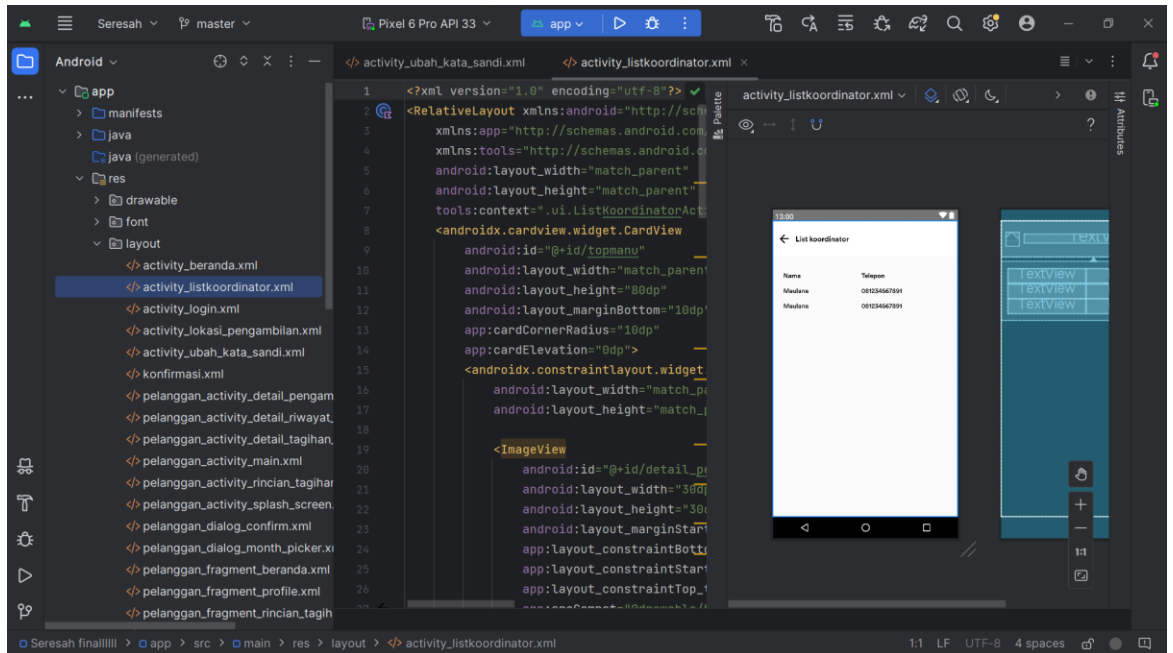 Seresah
master
Pixel 6 Pro API 33
app
Android
</> activity_ubah_kata_sandi.xml
</> activity_listkoordinator.xml
app
manifests
java
java (generated)
res
drawable
font
layout
</> activity_beranda.xml
</> activity_listkoordinator.xml
</> activity_login.xml
</> activity_lokasi_pengambilan.xml
</> activity_ubah_kata_sandi.xml
</> konfirmasi.xml
</> pelanggan_activity_detail_pengam
</> pelanggan_activity_detail_riwayat_
</> pelanggan_activity_detail_tagihan_
</> pelanggan_activity_main.xml
</> pelanggan_activity_rincian_tagihar
</> pelanggan_activity_splash_screen.
</> pelanggan_dialog_confirm.xml
</> pelanggan_dialog_month_picker.x
</> pelanggan_fragment_beranda.xml
</> pelanggan_fragment_profile.xml
</> pelanggan_fragment_rincian_tagih
1 <?xml version="1.0" encoding="utf-8"?>
2 <RelativeLayout xmlns:android="http://sch
3 xmlns:app="http://schemas.android.com
4 xmlns:tools="http://schemas.android.co
5 android:layout_width="match_parent"
6 android:layout_height="match_parent"
7 tools:context=".ui.ListKoordinatorAct
8 <androidx.cardview.widget.CardView
9 android:id="@+id/topmanu"
10 android:layout_width="match_parent
11 android:layout_height="80dp"
12 android:layout_marginBottom="10dp"
13 app:cardCornerRadius="10dp"
14 app:cardElevation="0dp">
15 <androidx.constraintlayout.widget.
16 android:layout_width="match_pa
17 android:layout_height="match_p
18
19 <ImageView
20 android:id="@+id/detail_pe
21 android:layout_width="30dp
22 android:layout_height="30d
23 android:layout_marginStart
24 app:layout_constraintBotto
25 app:layout_constraintStart
26 app:layout_constraintTop_t
Palette
activity_listkoordinator.xml
?
Attributes
13:00
List koordinator
Nama Telepon
Maulana 081234567891
Maulana 081234567891
TextV
TextView
TextView
TextView
1:1
Seresah finalllllll > app > src > main > res > layout > </> activity_listkoordinator.xml
1:1 LF UTF-8 4 spaces